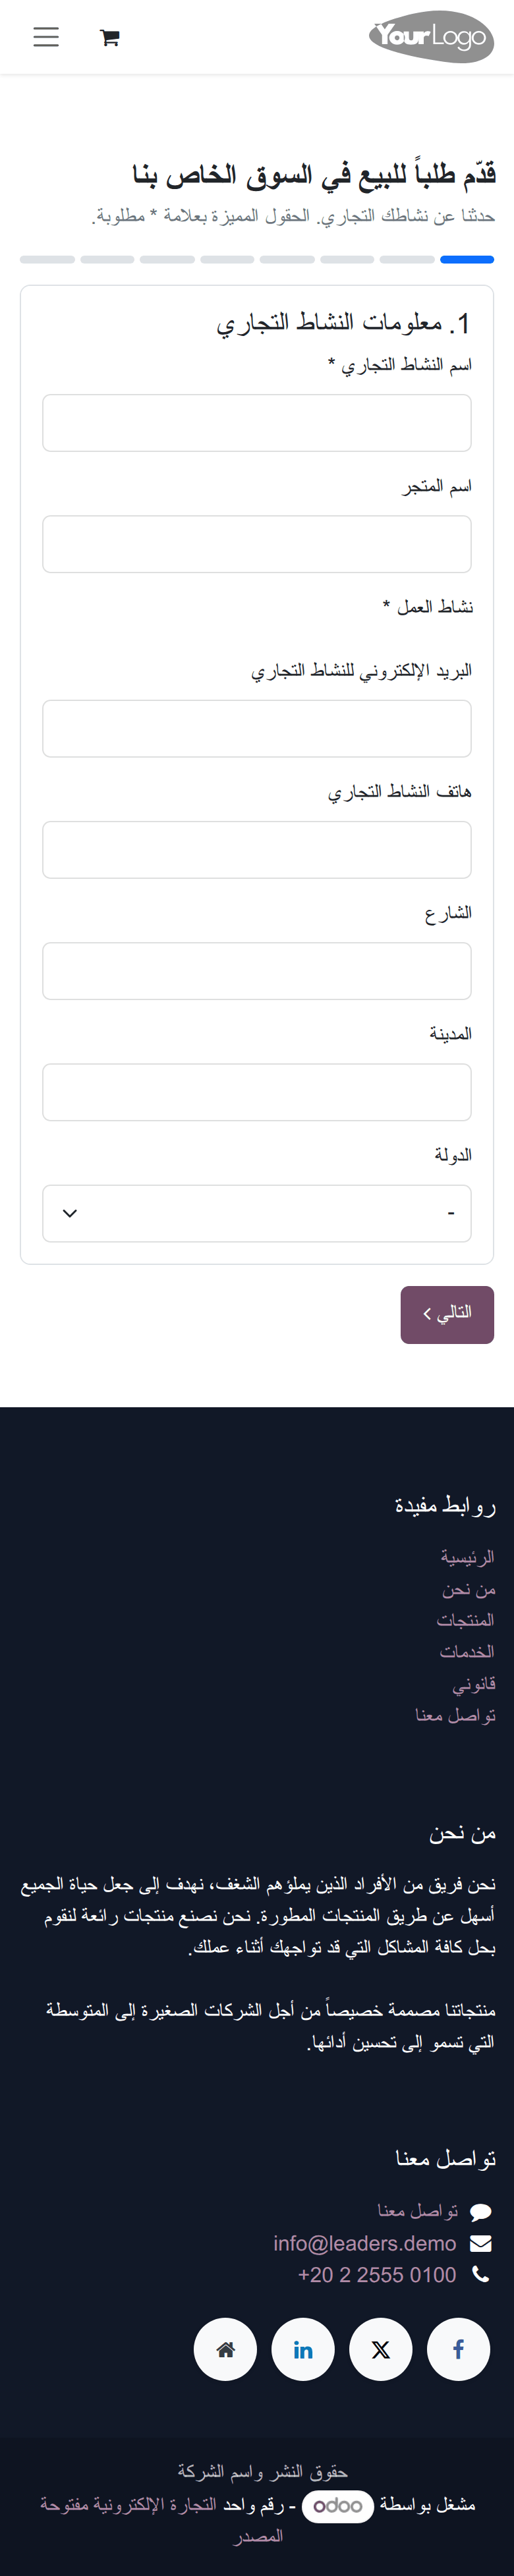 YourLogo
قدّم طلباً للبيع في السوق الخاص بنا
حدثنا عن نشاطك التجاري. الحقول المميزة بعلامة * مطلوبة.
1. معلومات النشاط التجاري
اسم النشاط التجاري *
اسم المتجر
نشاط العمل *
البريد الإلكتروني للنشاط التجاري
هاتف النشاط التجاري
الشارع
المدينة
الدولة
-
التالي
روابط مفيدة
الرئيسية
من نحن
المنتجات
الخدمات
قانوني
تواصل معنا
من نحن
نحن فريق من الأفراد الذين يملؤهم الشغف، نهدف إلى جعل حياة الجميع
أسهل عن طريق المنتجات المطورة. نحن نصنع منتجات رائعة لنقوم
بحل كافة المشاكل التي قد تواجهك أثناء عملك.
منتجاتنا مصممة خصيصاً من أجل الشركات الصغيرة إلى المتوسطة
التي تسمو إلى تحسين أدائها.
تواصل معنا
تواصل معنا
info@leaders.demo
+20 2 2555 0100
حقوق النشر واسم الشركة
مشغل بواسطة odoo - رقم واحد التجارة الإلكترونية مفتوحة
المصدر